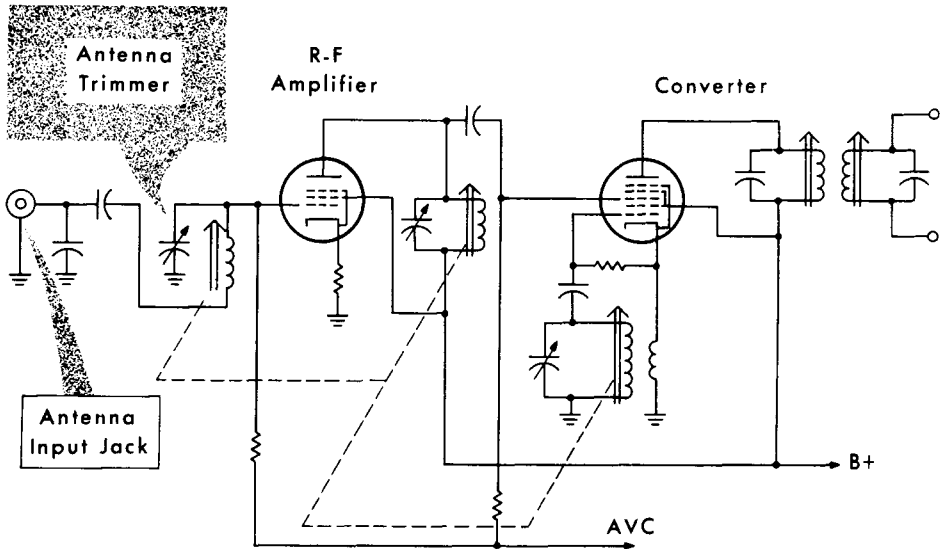 Antenna
Trimmer
R-F
Amplifier
Converter
Antenna
Input Jack
B+
AVC